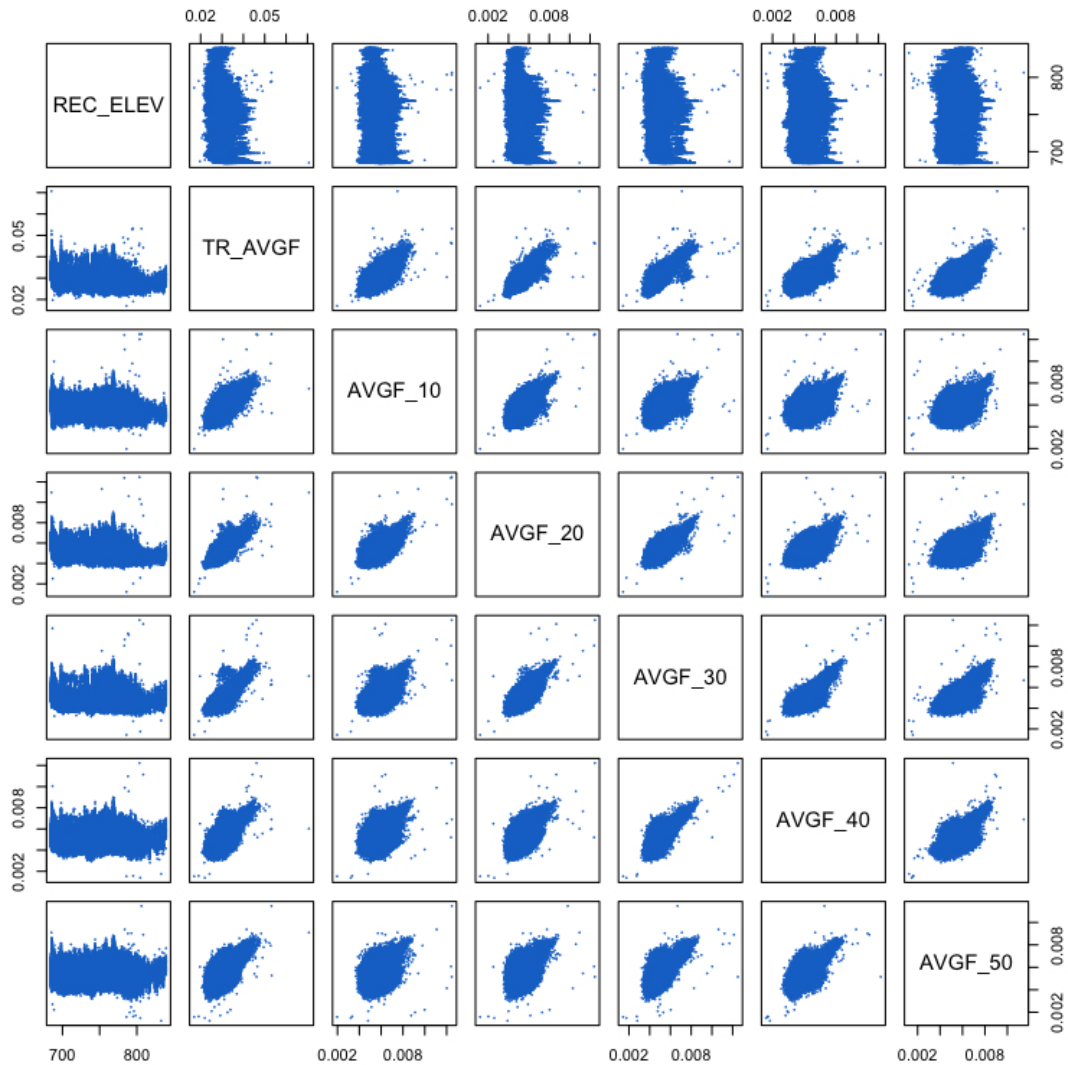 0.02 0.05 0.002 0.008 0.002 0.008
REC_ELEV 700 800
0.02 0.05 TR_AVGF
AVGF_10 0.002 0.008
0.002 0.008 AVGF_20
AVGF_30 0.002 0.008
0.002 0.008 AVGF_40
AVGF_50 0.002 0.008
700 800 0.002 0.008 0.002 0.008 0.002 0.008